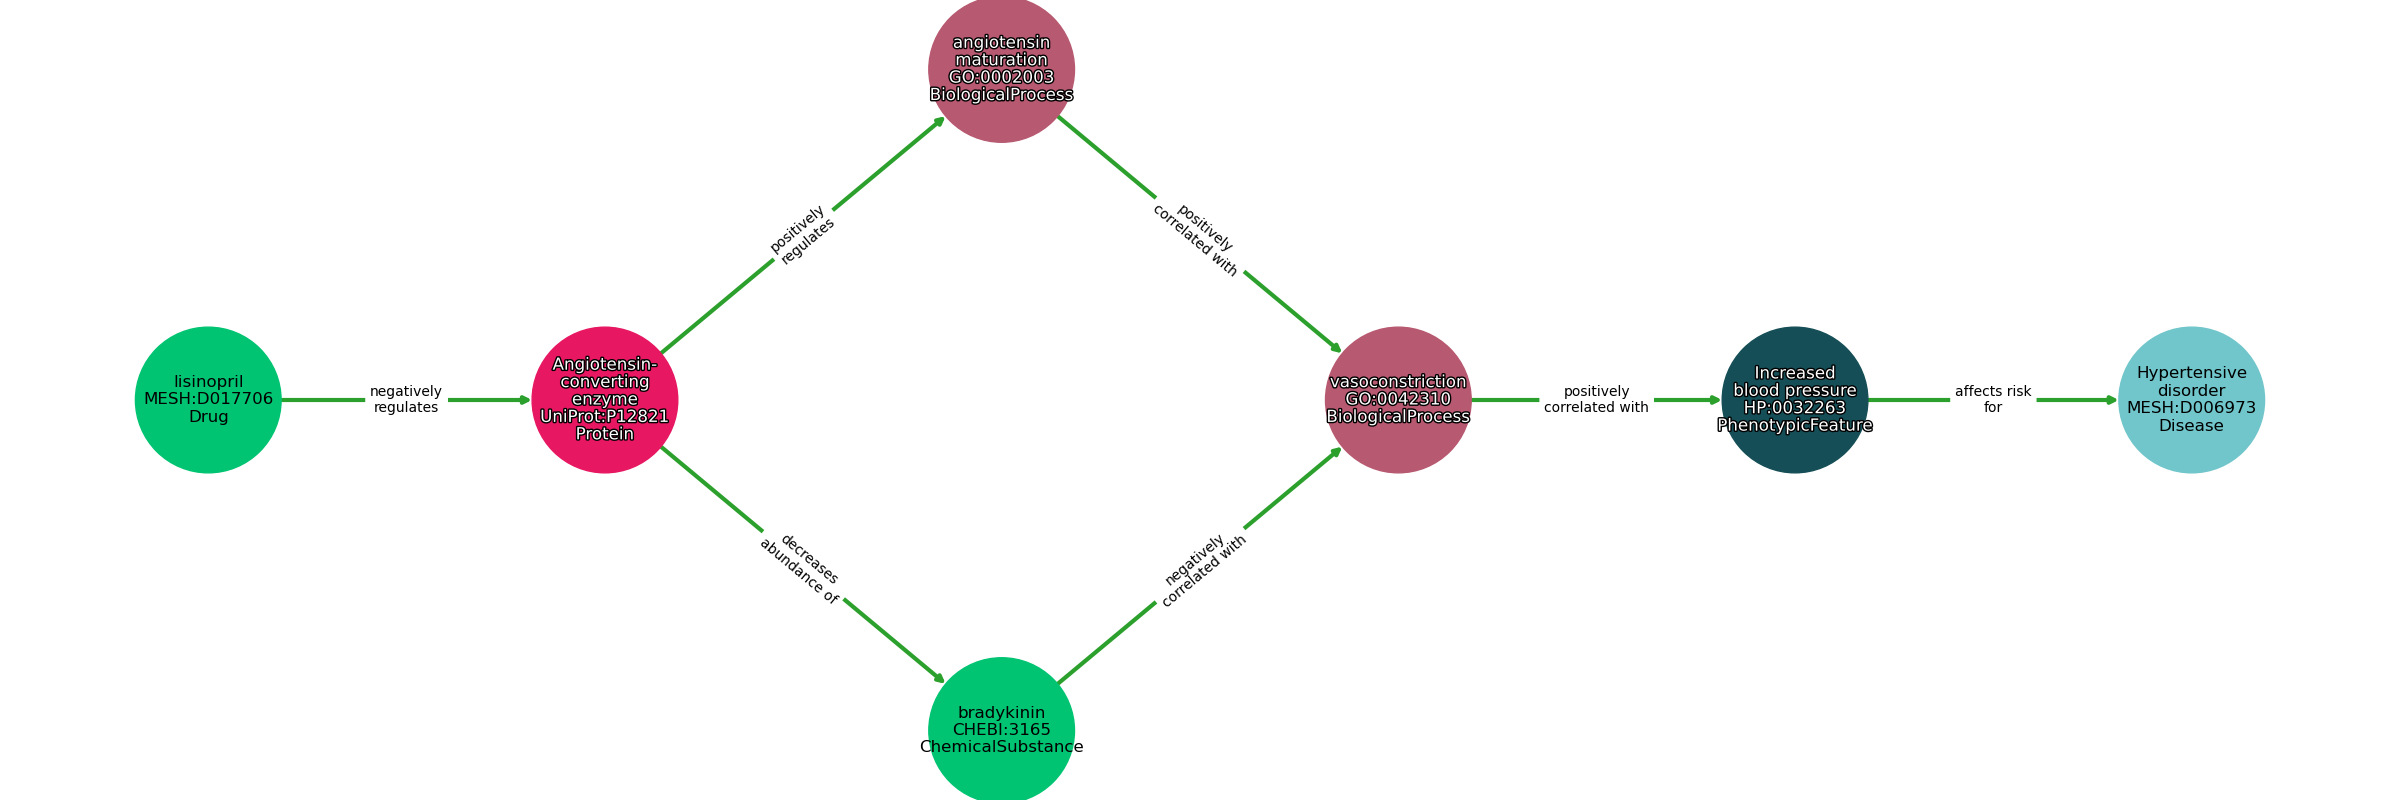 angiotensin
maturation
GO:0002003
BiologicalProcess
positively
regulates
positively
correlated with
lisinopril
MESH:D017706
Drug
negatively
regulates
Angiotensin-
converting
enzyme
UniProt:P12821
Protein
vasoconstriction
GO:0042310
BiologicalProcess
positively
correlated with
Increased
blood pressure
HP:0032263
PhenotypicFeature
affects risk
for
Hypertensive
disorder
MESH:D006973
Disease
decreases
abundance of
negatively
correlated with
bradykinin
CHEBI:3165
ChemicalSubstance